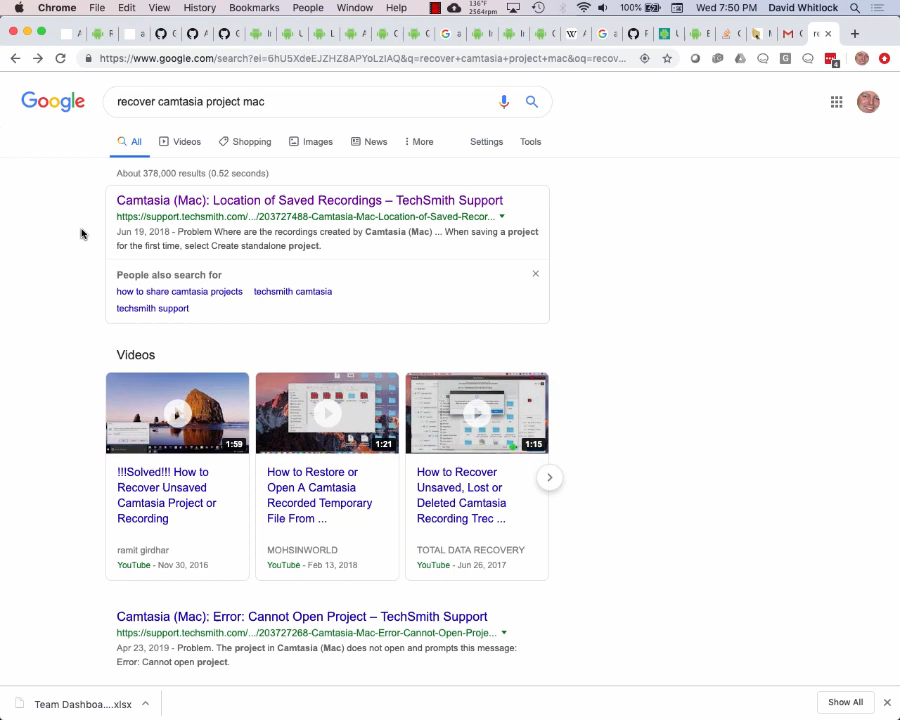 Chrome File Edit View History Bookmarks People Window Help 136°F 2564rpm 100% Wed 7:50 PM David Whitlock
https://www.google.com/search?ei=6hU5XdeEJZHZ8APYoLzIAQ&q=recover+camtasia+project+mac&oq=recov...
Google
recover camtasia project mac
All Videos Shopping Images News More Settings Tools
About 378,000 results (0.52 seconds)
Camtasia (Mac): Location of Saved Recordings – TechSmith Support
https://support.techsmith.com/.../203727488-Camtasia-Mac-Location-of-Saved-Recor...
Jun 19, 2018 - Problem Where are the recordings created by Camtasia (Mac) ... When saving a project
for the first time, select Create standalone project.
People also search for
how to share camtasia projects techsmith camtasia
techsmith support
Videos
1:59 1:21 1:15
!!!Solved!!! How to
Recover Unsaved
Camtasia Project or
Recording
ramit girdhar
YouTube - Nov 30, 2016
How to Restore or
Open A Camtasia
Recorded Temporary
File From ...
MOHSINWORLD
YouTube - Feb 13, 2018
How to Recover
Unsaved, Lost or
Deleted Camtasia
Recording Trec ...
TOTAL DATA RECOVERY
YouTube - Jun 26, 2017
Camtasia (Mac): Error: Cannot Open Project – TechSmith Support
https://support.techsmith.com/.../203727268-Camtasia-Mac-Error-Cannot-Open-Proje...
Apr 23, 2019 - Problem. The project in Camtasia (Mac) does not open and prompts this message:
Error: Cannot open project.
Team Dashboa....xlsx Show All